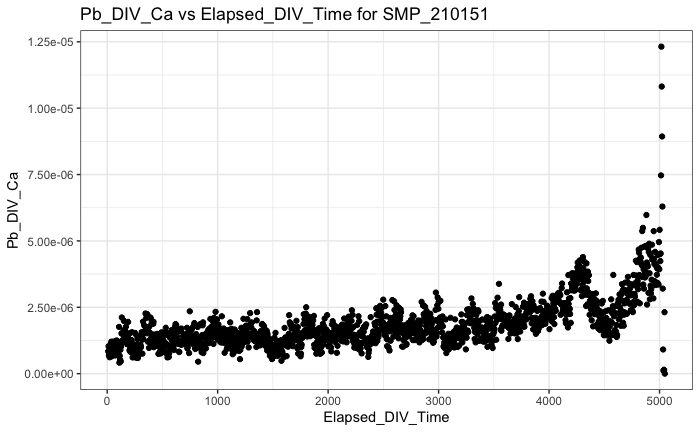 Pb_DIV_Ca vs Elapsed_DIV_Time for SMP_210151
1.25e-05
1.00e-05
7.50e-06
5.00e-06
2.50e-06
0.00e+00
Pb_DIV_Ca
0 1000 2000 3000 4000 5000
Elapsed_DIV_Time